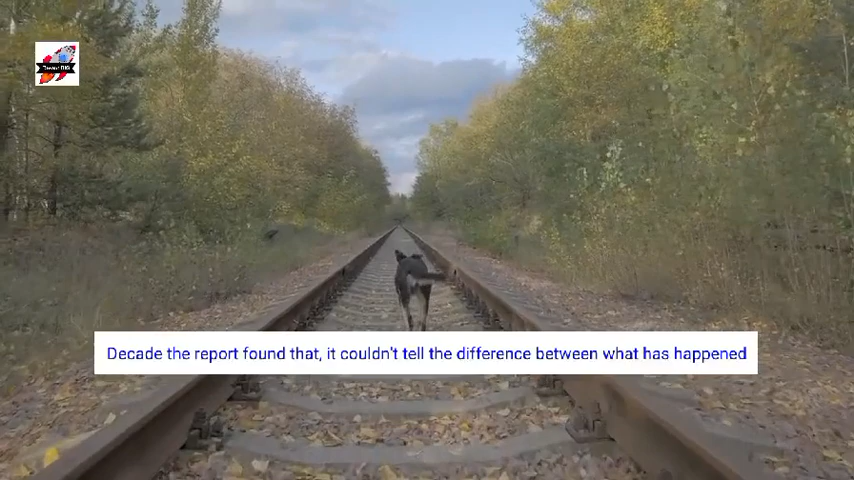 Decade the report found that, it couldn't tell the difference between what has happened